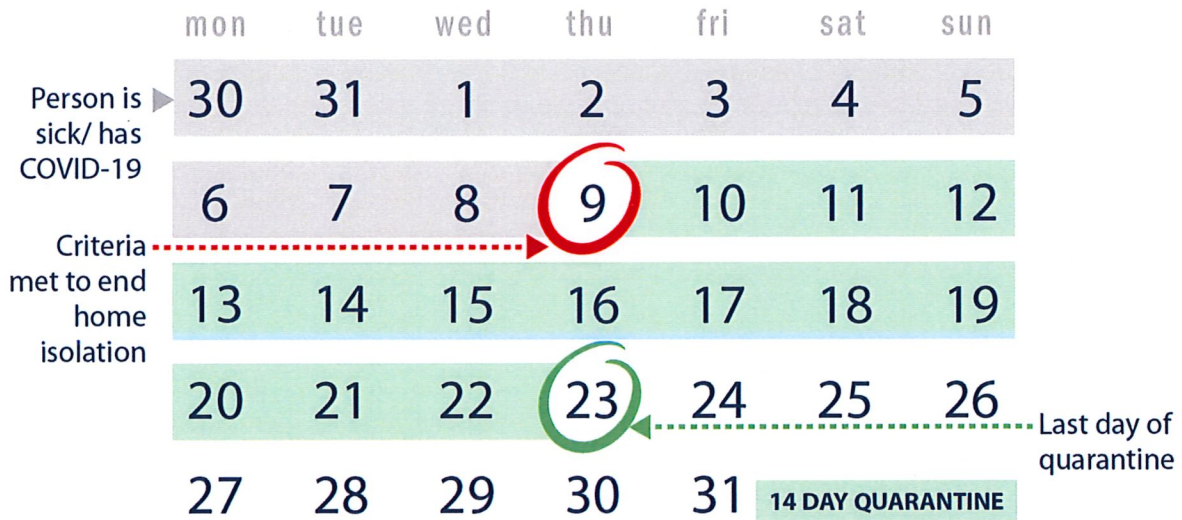 mon tue wed thu fri sat sun
Person is
sick/ has
COVID-19
30 31 1 2 3 4 5
6 7 8 9 10 11 12
Criteria
met to end
home
isolation
13 14 15 16 17 18 19
20 21 22 23 24 25 26
Last day of
quarantine
27 28 29 30 31 14 DAY QUARANTINE